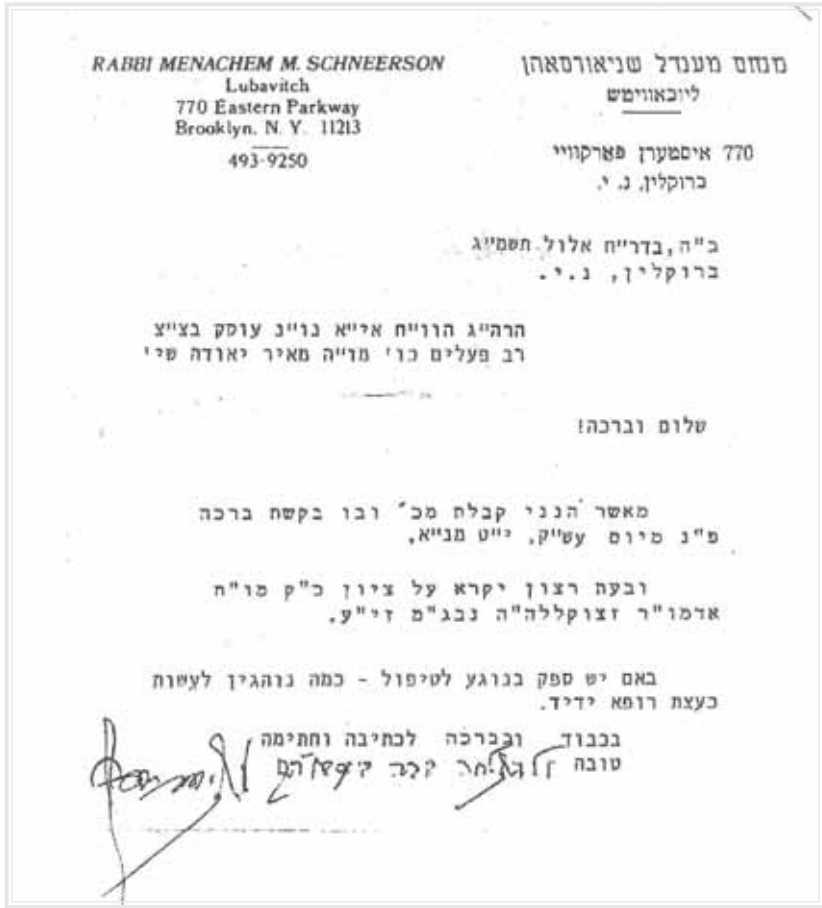 RABBI MENACHEM M. SCHNEERSON
Lubavitch
770 Eastern Parkway
Brooklyn, N. Y. 11213
493-9250
מנחם מענדל שניאורסאהן
ליובאוויטש
770 איסטערן פארקוויי
ברוקלין, נ. י.
ב"ה, בדר"ח אלול תשמ"ג
ברוקלין, נ.י.
הרה"ג הוו"ח אי"א נו"נ עוסק בצ"צ
רב פעלים כו' מו"ה מאיר יאודה שי'
שלום וברכה!
מאשר הנני קבלת מכ' ובו בקשת ברכה
פ"נ מיום עש"ק, י"ט מנ"א,
ובעת רצון יקרא על ציון כ"ק מו"ח
אדמו"ר זצוקללה"ה נבג"מ זי"ע.
באם יש ספק בנוגע לטיפול - כמה נוהגין לעשות
כעצת רופא ידיד.
בכבוד ובברכה לכתיבה וחתימה
טובה